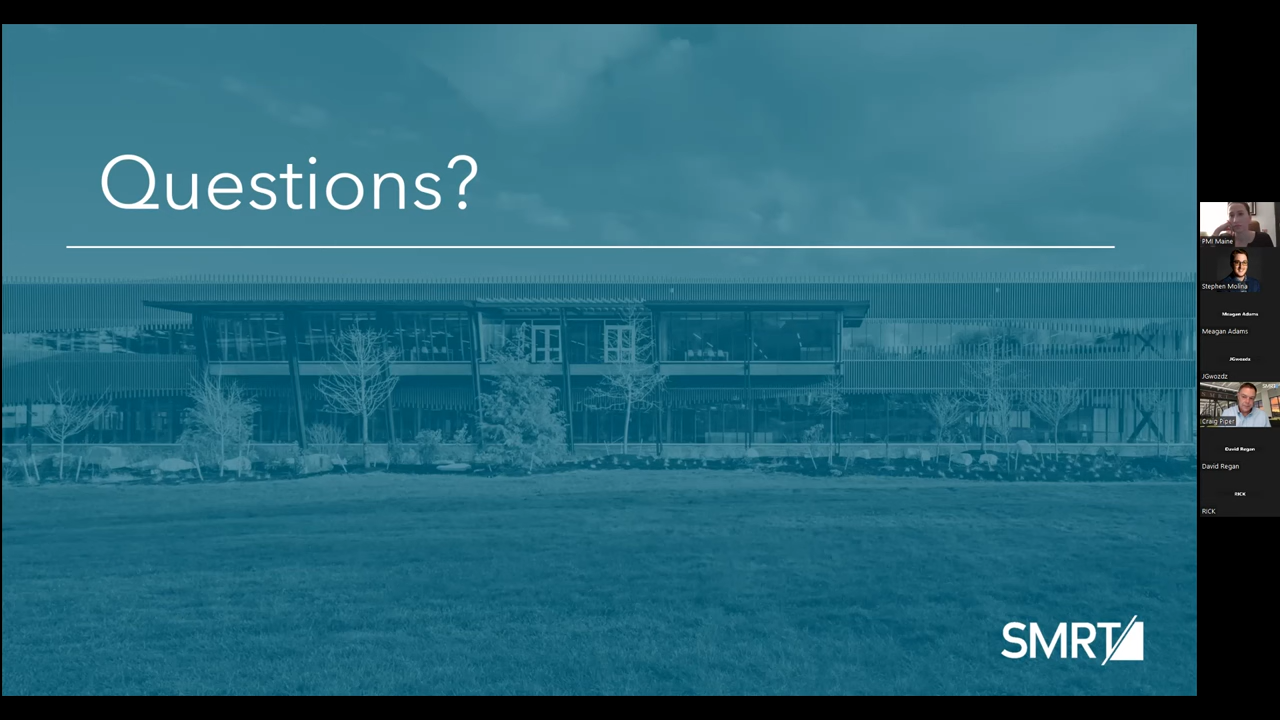 Questions?
SMRT
PMI Maine
Stephen Molina
Meagan Adams
Meagan Adams
JGwozdz
JGwozdz
SMRT
Craig Piper
David Regan
David Regan
RICK
RICK